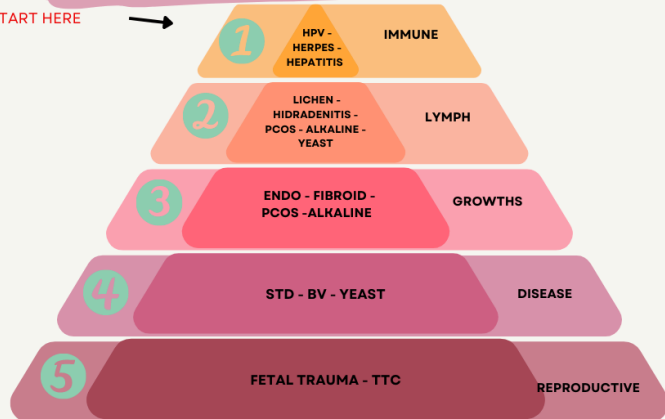 TART HERE
1
HPV -
HERPES -
HEPATITIS
IMMUNE
2
LICHEN -
HIDRADENITIS -
PCOS - ALKALINE -
YEAST
LYMPH
3
ENDO - FIBROID -
PCOS -ALKALINE
GROWTHS
4
STD - BV - YEAST
DISEASE
5
FETAL TRAUMA - TTC
REPRODUCTIVE